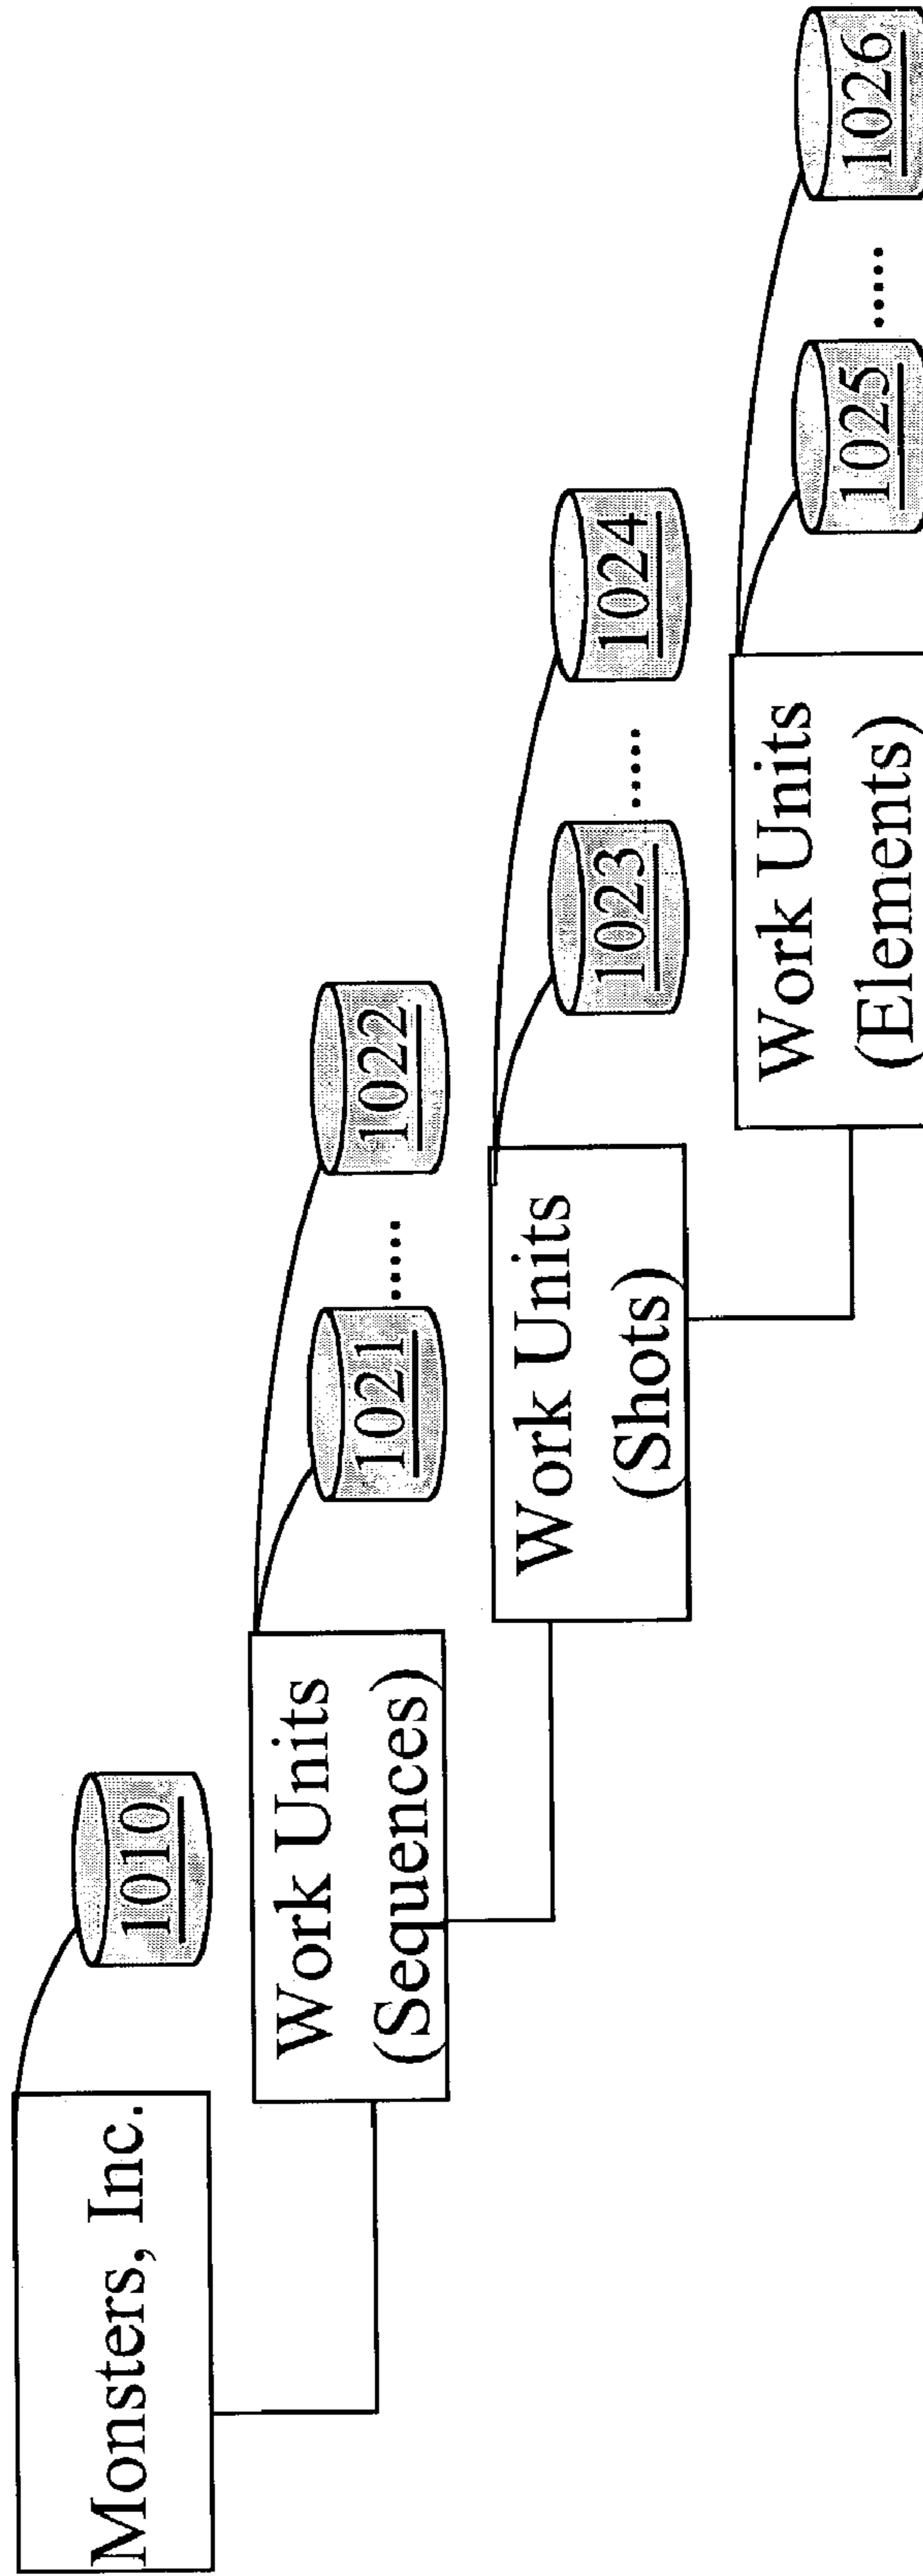 Monsters, Inc.
1010
Work Units
(Sequences)
1021
.....
1022
Work Units
(Shots)
1023
.....
1024
Work Units
(Elements)
1025
.....
1026